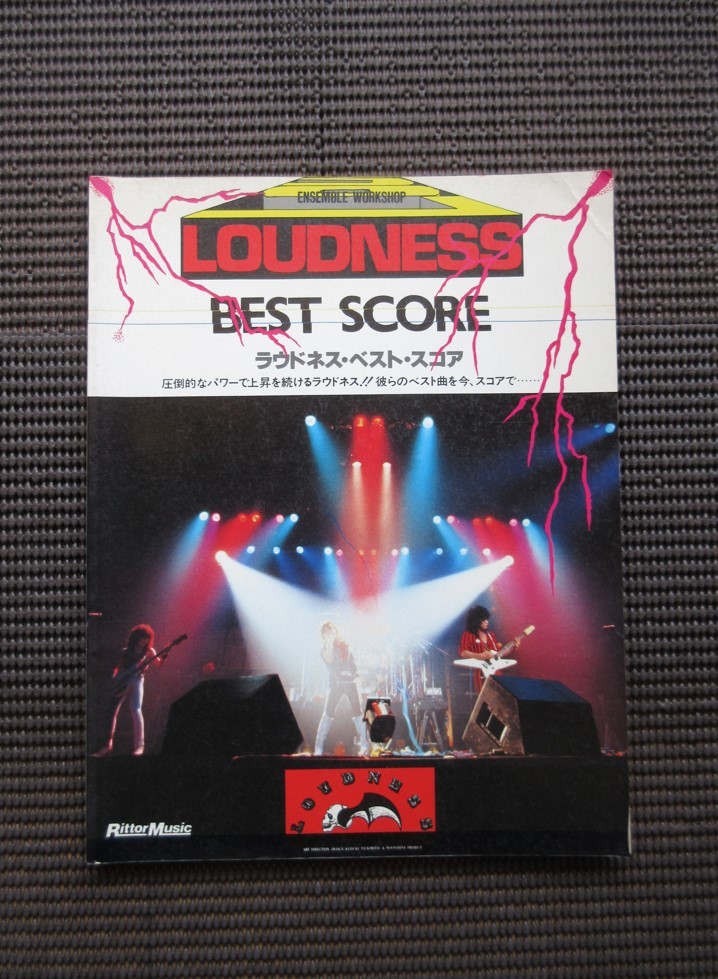 ENSEMBLE WORKSHOP
LOUDNESS
BEST SCORE
ラウドネス・ベスト・スコア
圧倒的なパワーで上昇を続けるラウドネス!! 彼らのベスト曲を今、スコアで……
LOUDNESS
Rittor Music